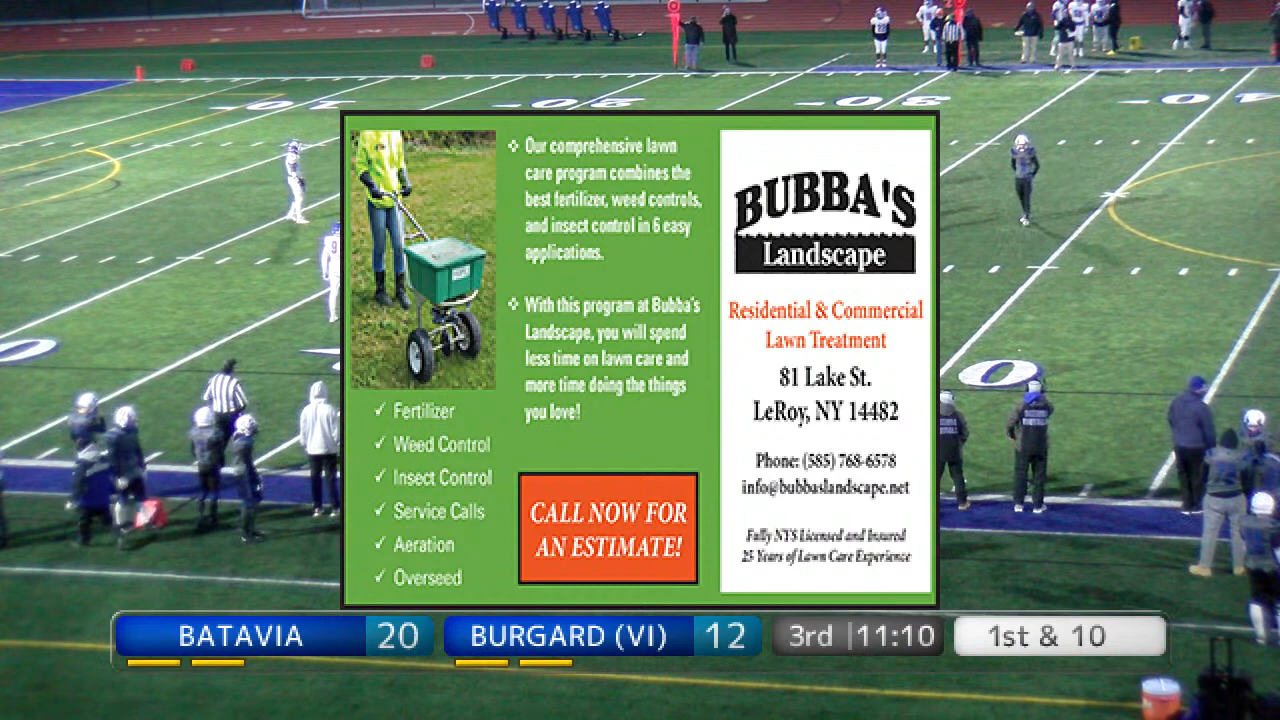 ❖ Our comprehensive lawn
care program combines the
best fertilizer, weed controls,
and insect control in 6 easy
applications.
❖ With this program at Bubba's
Landscape, you will spend
less time on lawn care and
more time doing the things
you love!
✓ Fertilizer
✓ Weed Control
✓ Insect Control
✓ Service Calls
✓ Aeration
✓ Overseed
CALL NOW FOR
AN ESTIMATE!
BUBBA'S
Landscape
Residential & Commercial
Lawn Treatment
81 Lake St.
LeRoy, NY 14482
Phone: (585) 768-6578
info@bubbaslandscape.net
Fully NYS Licensed and Insured
25 Years of Lawn Care Experience
BATAVIA 20 BURGARD (VI) 12 3rd | 11:10 1st & 10